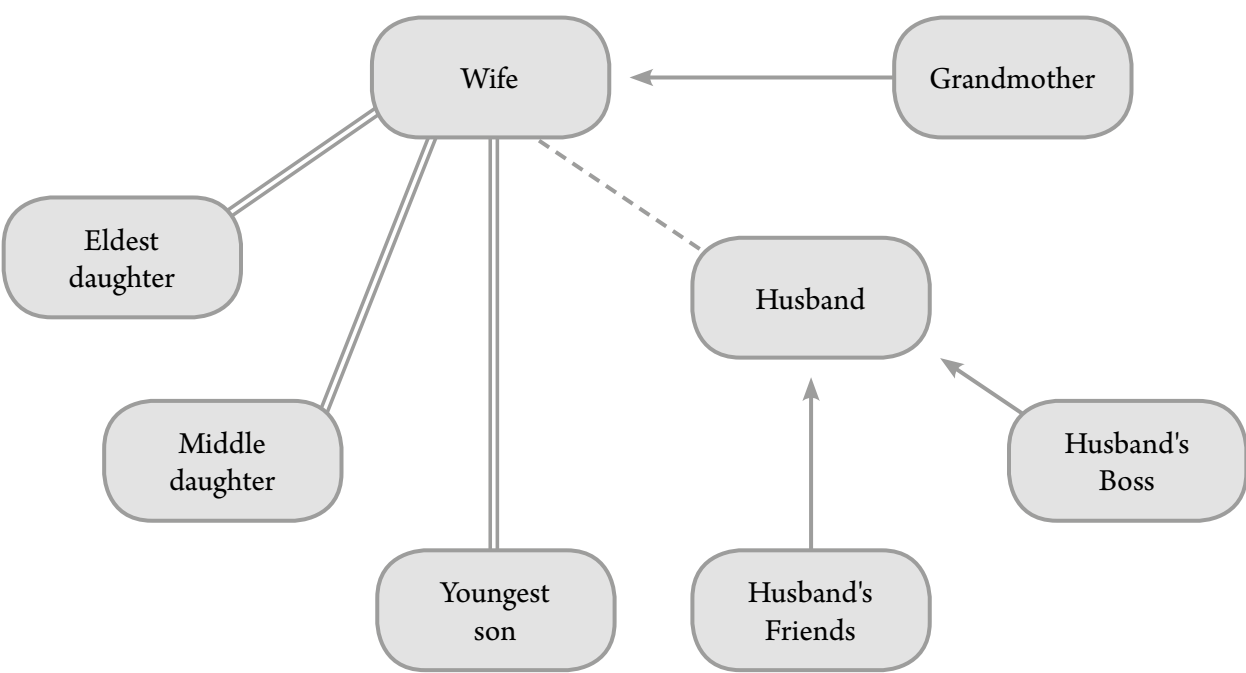 Wife
Grandmother
Eldest
daughter
Husband
Middle
daughter
Husband's
Boss
Youngest
son
Husband's
Friends